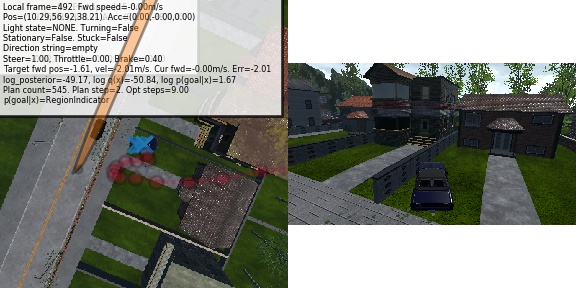 Local frame=492. Fwd speed=-0.00m/s
Pos=(10.29,56.92,38.21) Acc=(0.00,-0.00,0.00)
Light state=NONE. Turning=False
Stationary=False. Stuck=False
Direction string=empty
Steer=1.00, Throttle=0.00, Brake=0.40
Target fwd pos=-1.61, vel=-2.01m/s. Cur fwd=-0.00m/s. Err=-2.01
log_posterior=-49.17, log q(x)=-50.84, log p(goal|x)=1.67
Plan count=545. Plan step=2. Opt steps=9.00
p(goal|x)=RegionIndicator